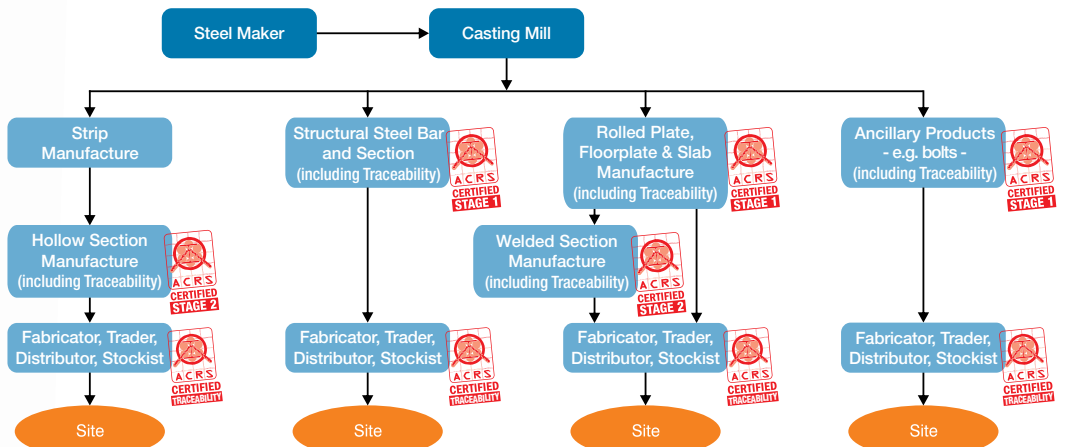 Steel Maker
Casting Mill
Strip
Manufacture
Structural Steel Bar
and Section
(including Traceability)
ACRS
CERTIFIED
STAGE 1
Rolled Plate,
Floorplate & Slab
Manufacture
(including Traceability)
ACRS
CERTIFIED
STAGE 1
Ancillary Products
- e.g. bolts -
(including Traceability)
ACRS
CERTIFIED
STAGE 1
Hollow Section
Manufacture
(including Traceability)
ACRS
CERTIFIED
STAGE 2
Welded Section
Manufacture
(including Traceability)
ACRS
CERTIFIED
STAGE 2
Fabricator, Trader,
Distributor, Stockist
ACRS
CERTIFIED
TRACEABILITY
Fabricator, Trader,
Distributor, Stockist
ACRS
CERTIFIED
TRACEABILITY
Fabricator, Trader,
Distributor, Stockist
ACRS
CERTIFIED
TRACEABILITY
Fabricator, Trader,
Distributor, Stockist
ACRS
CERTIFIED
TRACEABILITY
Site
Site
Site
Site